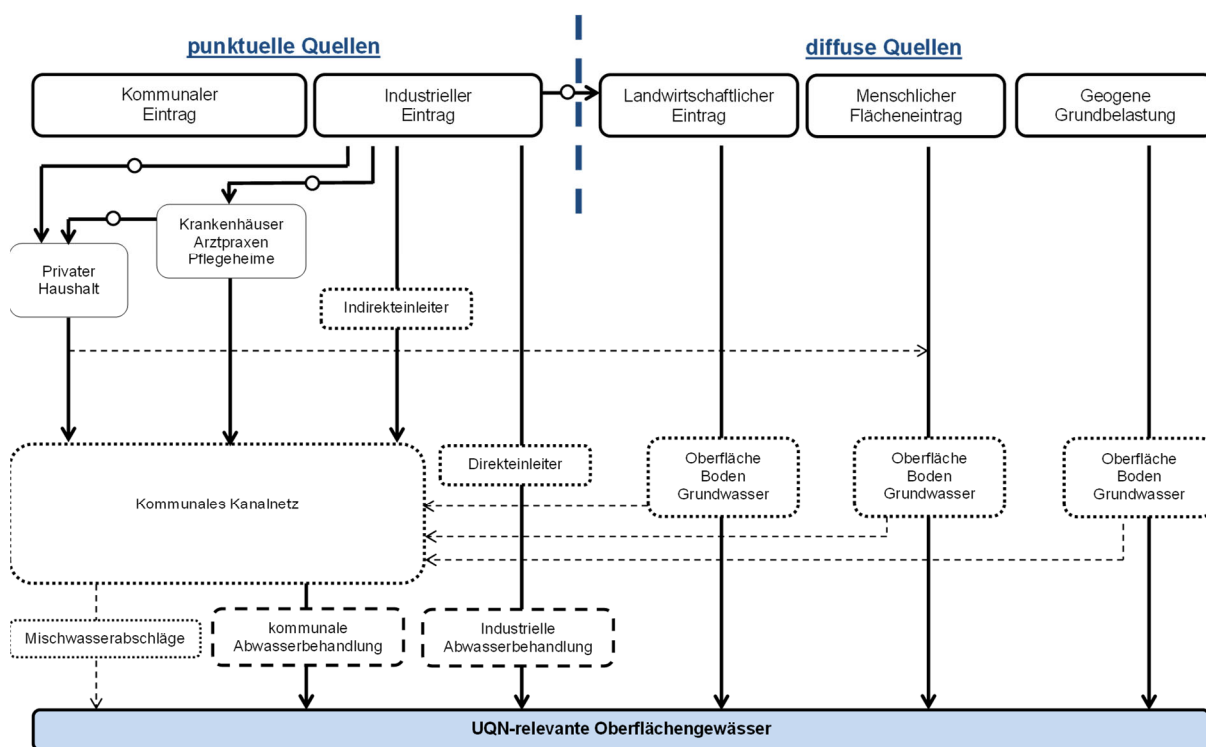 punktuelle Quellen
diffuse Quellen
Kommunaler
Eintrag
Industrieller
Eintrag
Landwirtschaftlicher
Eintrag
Menschlicher
Flächeneintrag
Geogene
Grundbelastung
Krankenhäuser
Arztpraxen
Pflegeheime
Privater
Haushalt
Indirekteinleiter
Kommunales Kanalnetz
Direkteinleiter
Oberfläche
Boden
Grundwasser
Oberfläche
Boden
Grundwasser
Oberfläche
Boden
Grundwasser
Mischwasserabschläge
kommunale
Abwasserbehandlung
Industrielle
Abwasserbehandlung
UQN-relevante Oberflächengewässer